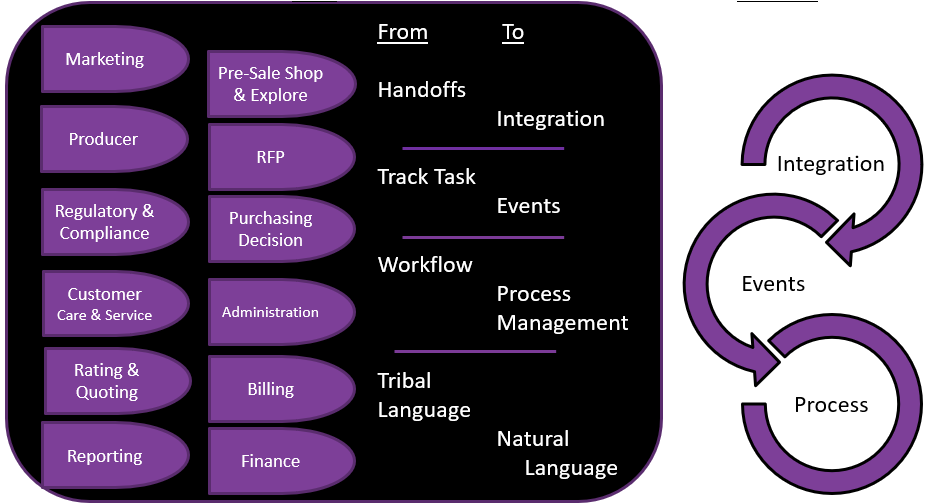 Marketing
Producer
Regulatory &
Compliance
Customer
Care & Service
Rating &
Quoting
Reporting
Pre-Sale Shop
& Explore
RFP
Purchasing
Decision
Administration
Billing
Finance
From To
Handoffs
Integration
Track Task
Events
Workflow
Process
Management
Tribal
Language
Natural
Language
Integration
Events
Process